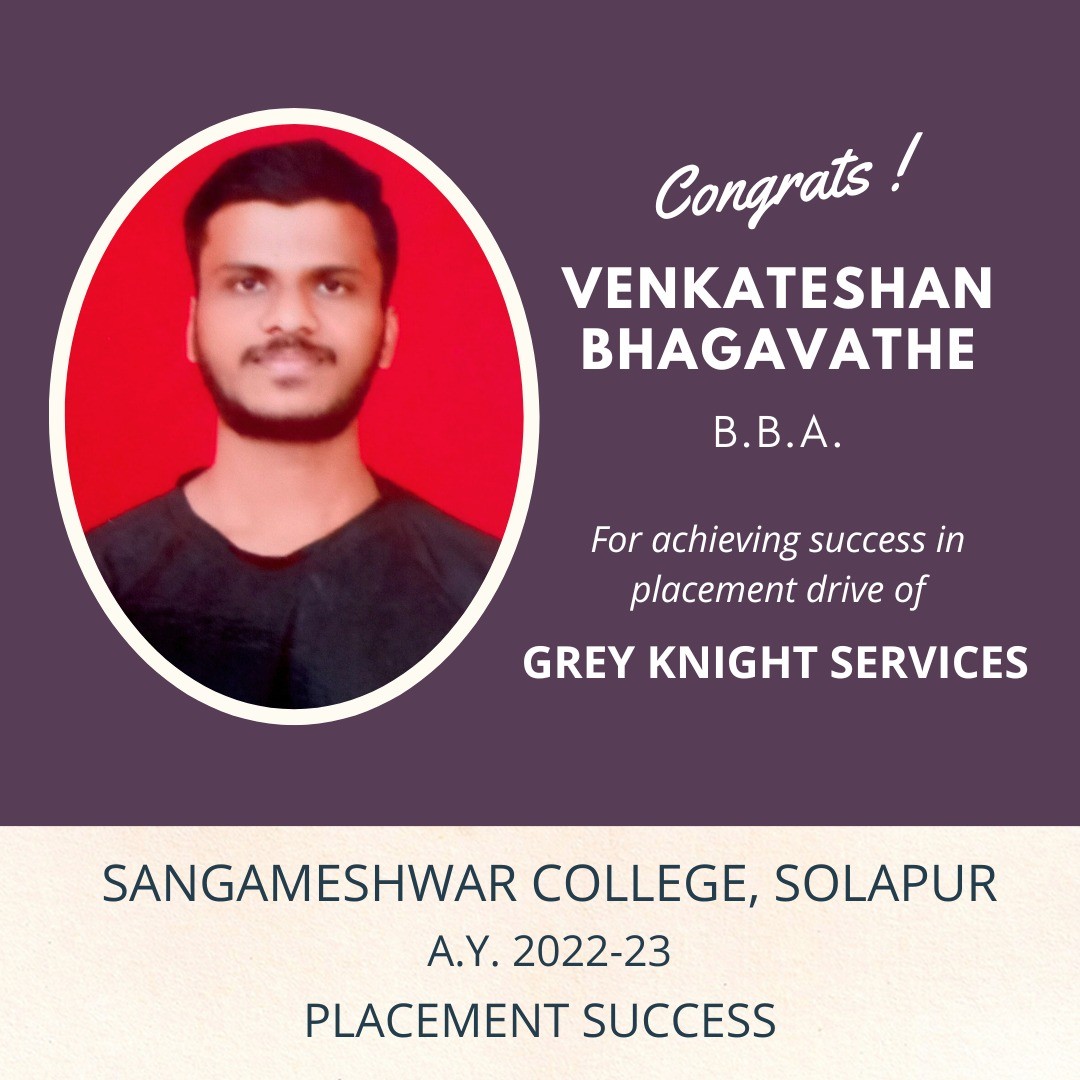 Congrats !
VENKATESHAN
BHAGAVATHE
B.B.A.
For achieving success in
placement drive of
GREY KNIGHT SERVICES
SANGAMESHWAR COLLEGE, SOLAPUR
A.Y. 2022-23
PLACEMENT SUCCESS